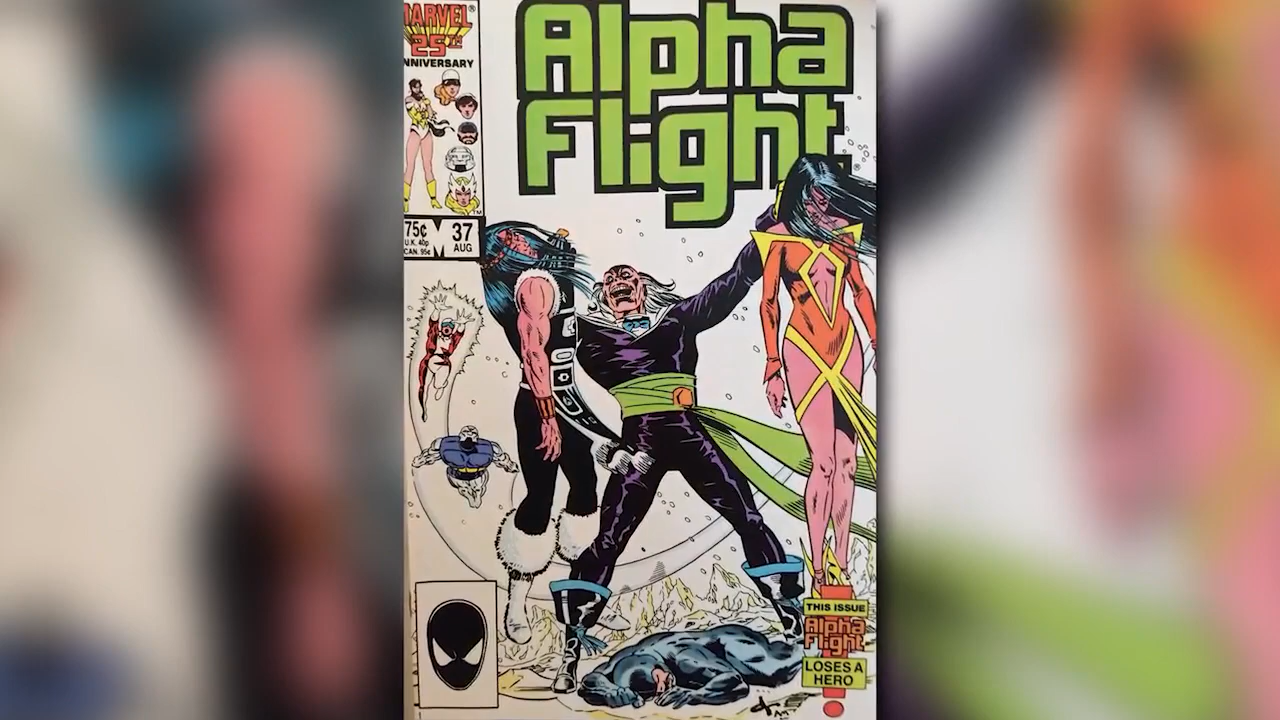 MARVEL
25TH
ANNIVERSARY
Alpha
Flight
75¢
U.K. 40p
CAN. 95¢
37
AUG
THIS ISSUE
Alpha
Flight
LOSES A
HERO